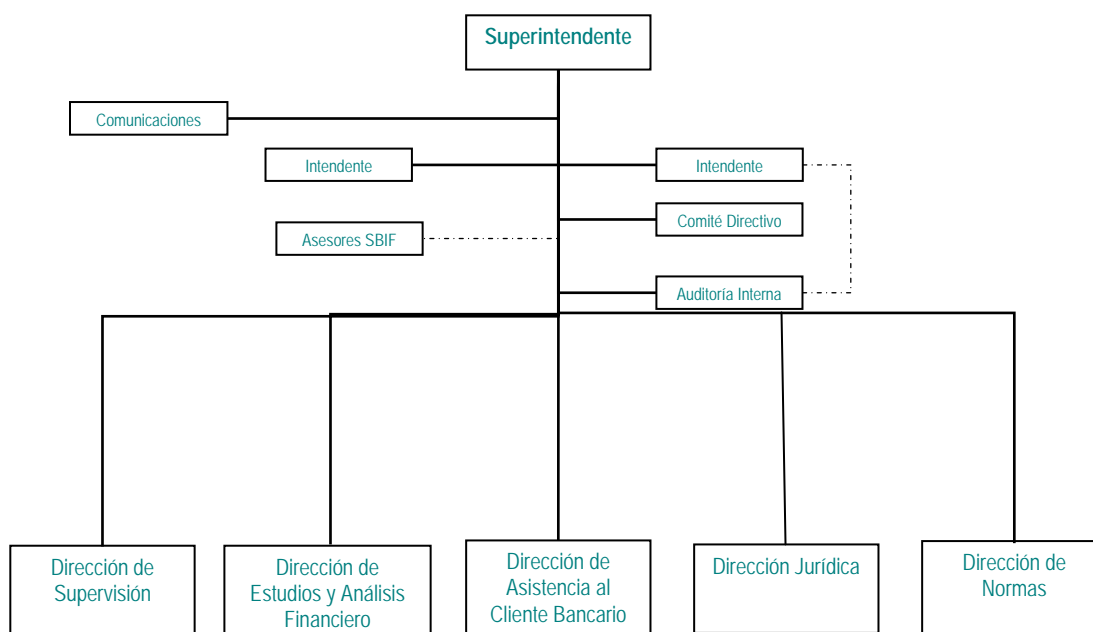 Superintendente
Comunicaciones
Intendente
Intendente
Comité Directivo
Asesores SBIF
Auditoría Interna
Dirección de
Supervisión
Dirección de
Estudios y Análisis
Financiero
Dirección de
Asistencia al
Cliente Bancario
Dirección Jurídica
Dirección de
Normas